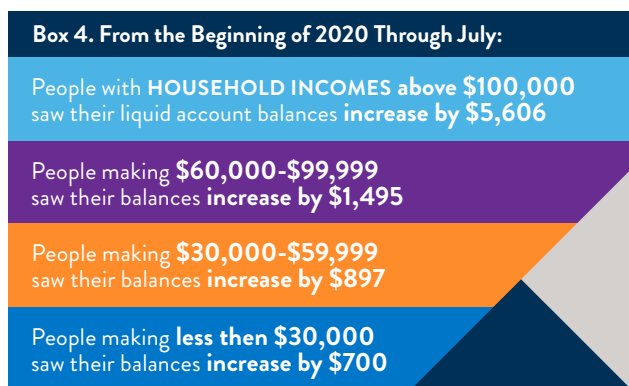 Box 4. From the Beginning of 2020 Through July:
People with HOUSEHOLD INCOMES above $100,000
saw their liquid account balances increase by $5,606
People making $60,000-$99,999
saw their balances increase by $1,495
People making $30,000-$59,999
saw their balances increase by $897
People making less then $30,000
saw their balances increase by $700